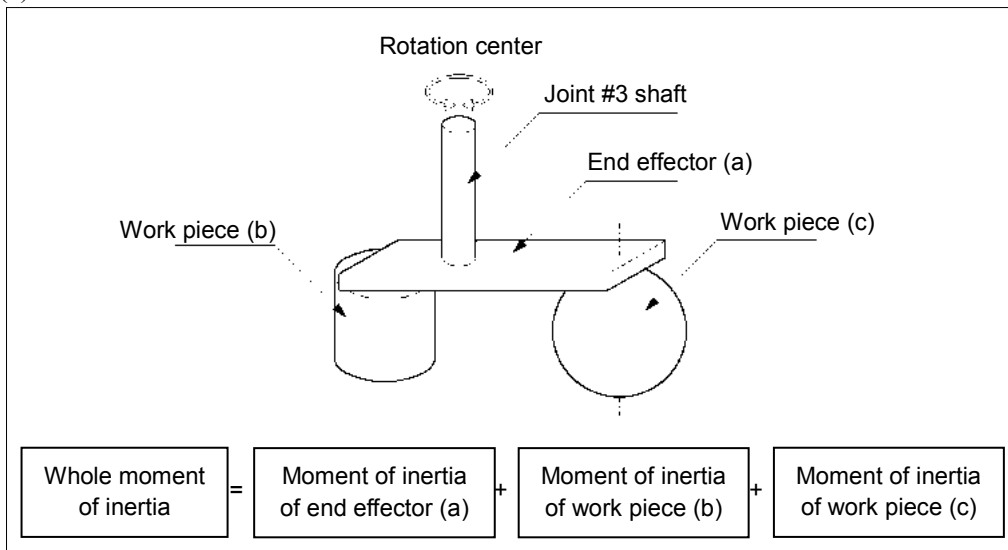 Rotation center
Joint #3 shaft
End effector (a)
Work piece (b)
Work piece (c)
Whole moment
of inertia
=
Moment of inertia
of end effector (a)
+
Moment of inertia
of work piece (b)
+
Moment of inertia
of work piece (c)